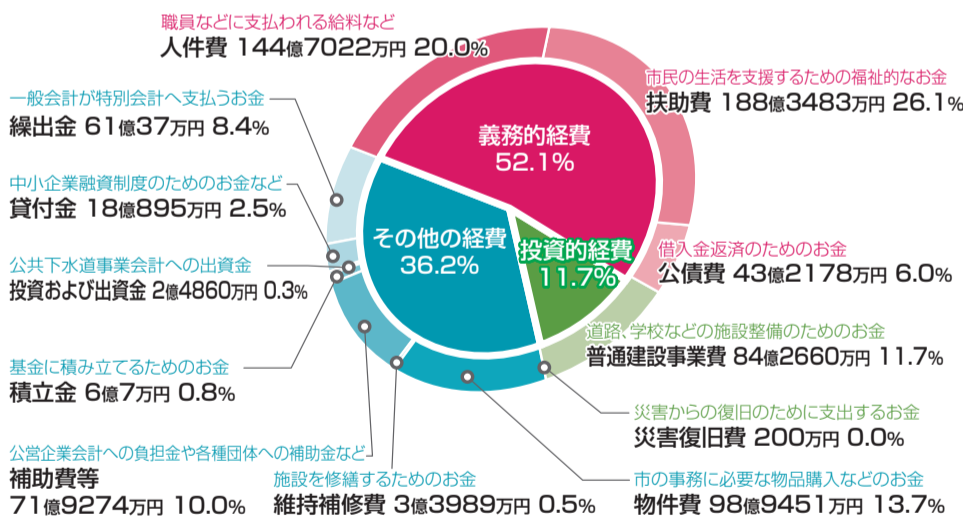 職員などに支払われる給料など
人件費 144億7022万円 20.0%
市民の生活を支援するための福祉的なお金
扶助費 188億3483万円 26.1%
一般会計が特別会計へ支払うお金
繰出金 61億37万円 8.4%
義務的経費
52.1%
中小企業融資制度のためのお金など
貸付金 18億895万円 2.5%
その他の経費
36.2%
投資的経費
11.7%
借入金返済のためのお金
公債費 43億2178万円 6.0%
公共下水道事業会計への出資金
投資および出資金 2億4860万円 0.3%
道路、学校などの施設整備のためのお金
普通建設事業費 84億2660万円 11.7%
基金に積み立てるためのお金
積立金 6億7万円 0.8%
災害からの復旧のために支出するお金
災害復旧費 200万円 0.0%
公営企業会計への負担金や各種団体への補助金など
補助費等
71億9274万円 10.0%
施設を修繕するためのお金
維持補修費 3億3989万円 0.5%
市の事務に必要な物品購入などのお金
物件費 98億9451万円 13.7%